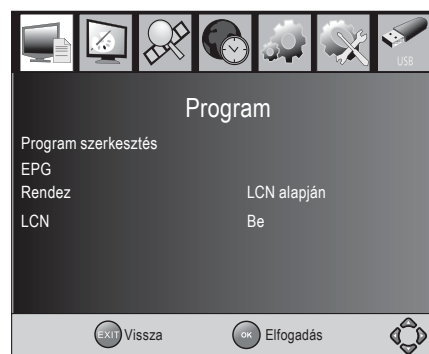 USB
Program
Program szerkesztés
EPG
Rendez LCN alapján
LCN Be
EXIT Vissza OK Elfogadás